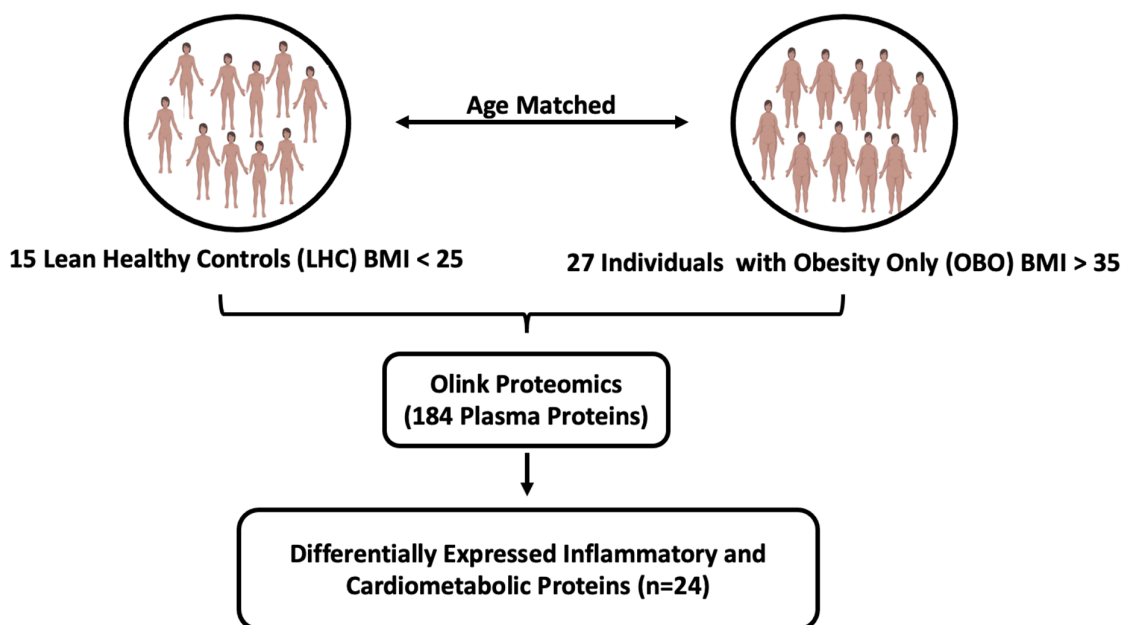 Age Matched
15 Lean Healthy Controls (LHC) BMI < 25
27 Individuals with Obesity Only (OBO) BMI > 35
Olink Proteomics
(184 Plasma Proteins)
Differentially Expressed Inflammatory and
Cardiometabolic Proteins (n=24)